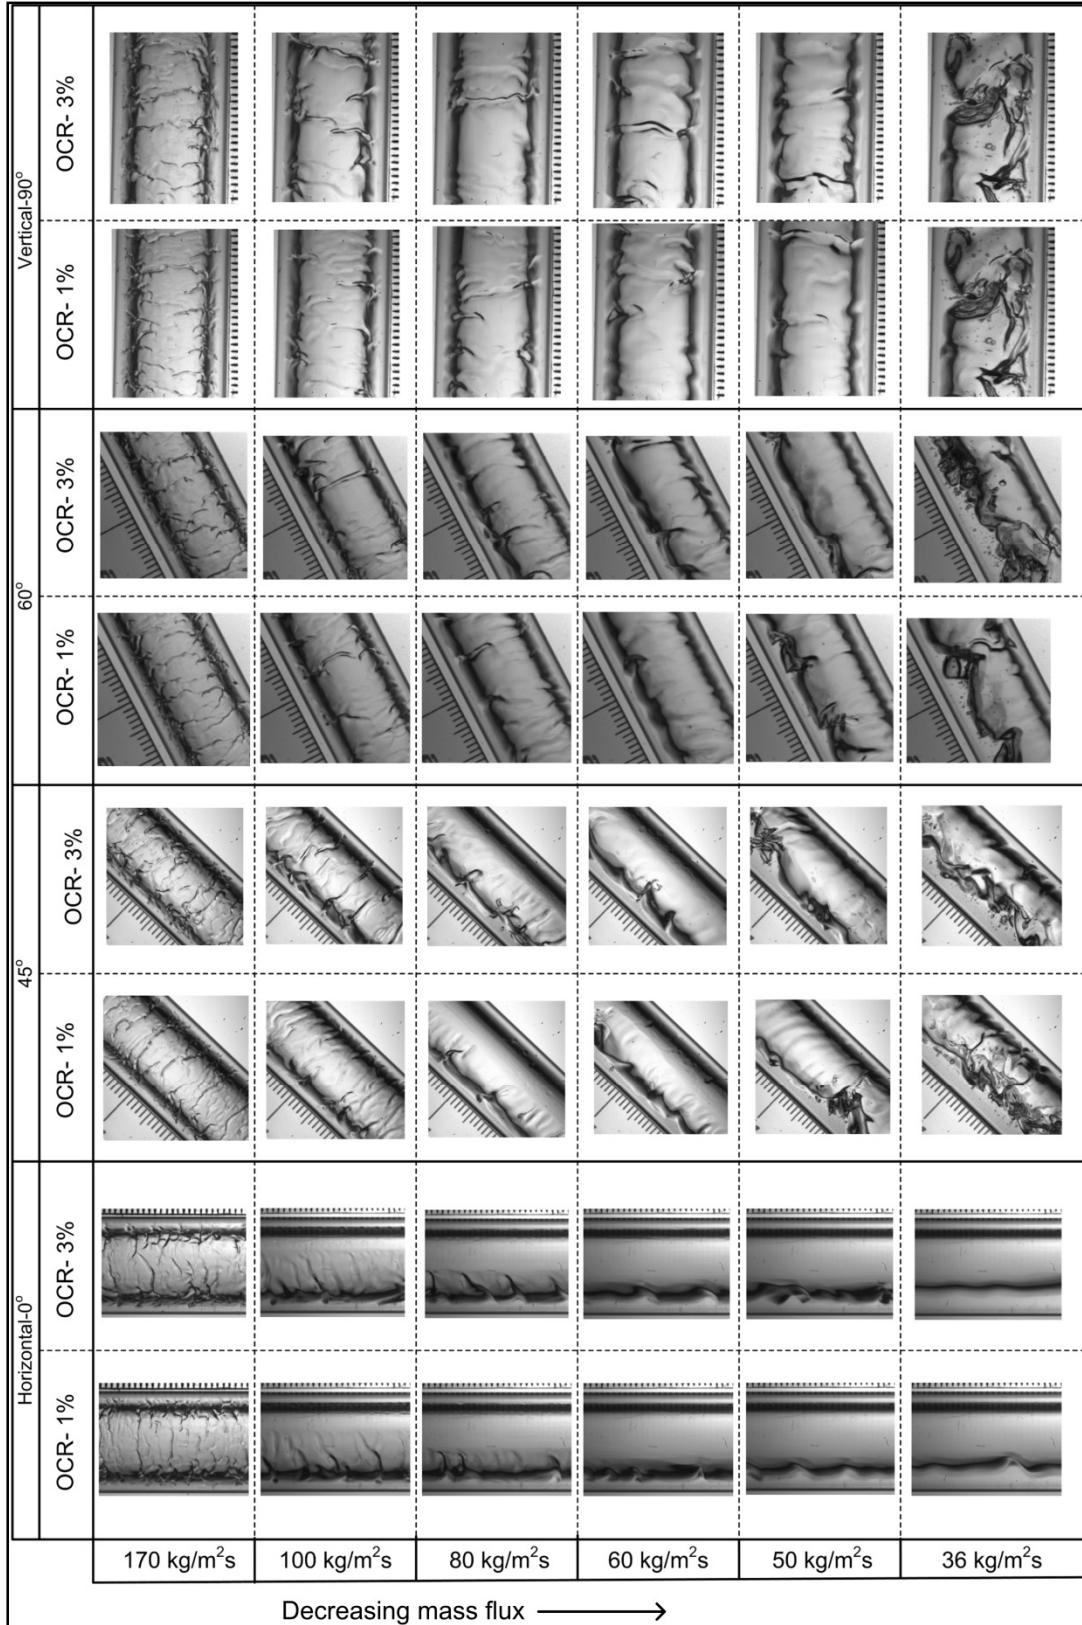 Vertical-90°
OCR- 3%
OCR- 1%
60°
OCR- 3%
OCR- 1%
45°
OCR- 3%
OCR- 1%
Horizontal-0°
OCR- 3%
OCR- 1%
170 kg/m²s 100 kg/m²s 80 kg/m²s 60 kg/m²s 50 kg/m²s 36 kg/m²s
Decreasing mass flux →